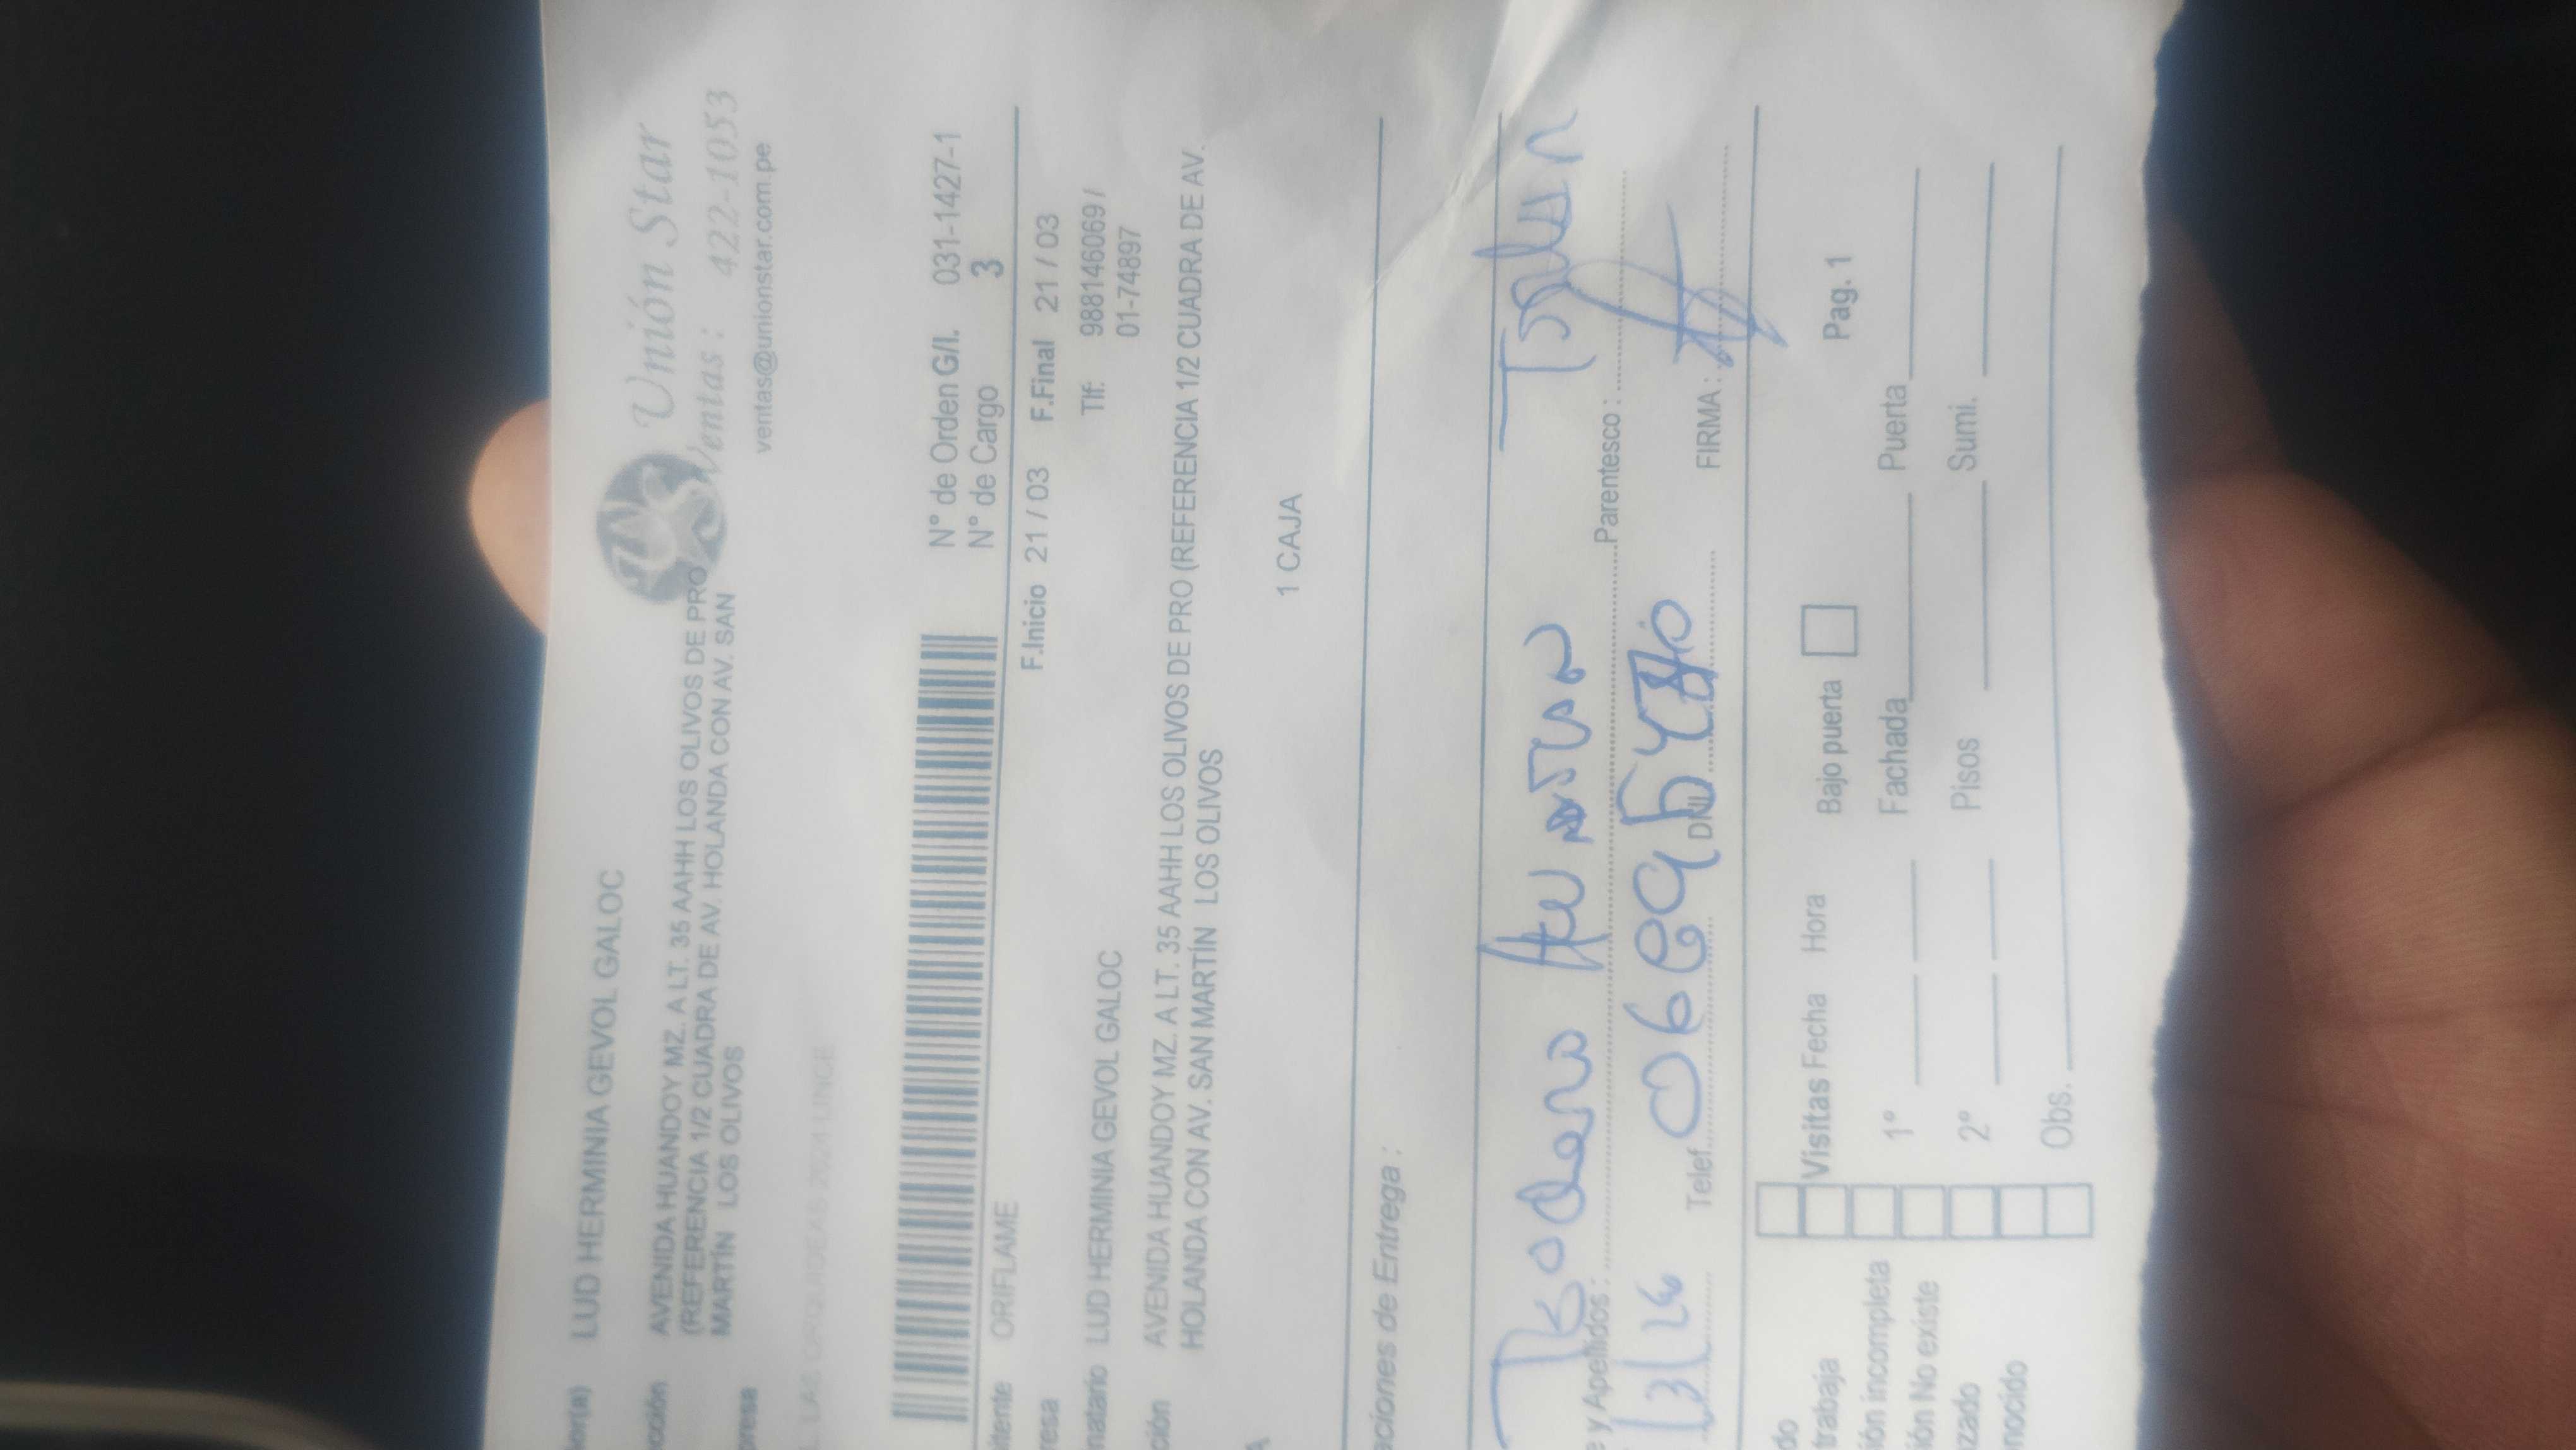 LUD HERMINIA GEVOL GALOC
Unión Star
Ventas : 422-1053
ventas@unionstar.com.pe
AVENIDA HUANDOY MZ. A LT. 35 AAHH LOS OLIVOS DE PRO
(REFERENCIA 1/2 CUADRA DE AV. HOLANDA CON AV. SAN
MARTÍN LOS OLIVOS
N° de Orden G/I. 031-1427-1
N° de Cargo 3
ORIFLAME
F.Inicio 21 / 03 F.Final 21 / 03
LUD HERMINIA GEVOL GALOC
Tlf: 988146069 /
01-74897
AVENIDA HUANDOY MZ. A LT. 35 AAHH LOS OLIVOS DE PRO (REFERENCIA 1/2 CUADRA DE AV.
HOLANDA CON AV. SAN MARTÍN LOS OLIVOS
1 CAJA
aciones de Entrega :
y Apellidos : Parentesco :
Telef. DNI FIRMA :
Bajo puerta Pag. 1
trabaja Visitas Fecha Hora
ión incompleta 1° Fachada Puerta
ión No existe
zado 2° Pisos Sumi.
nocido
Obs.